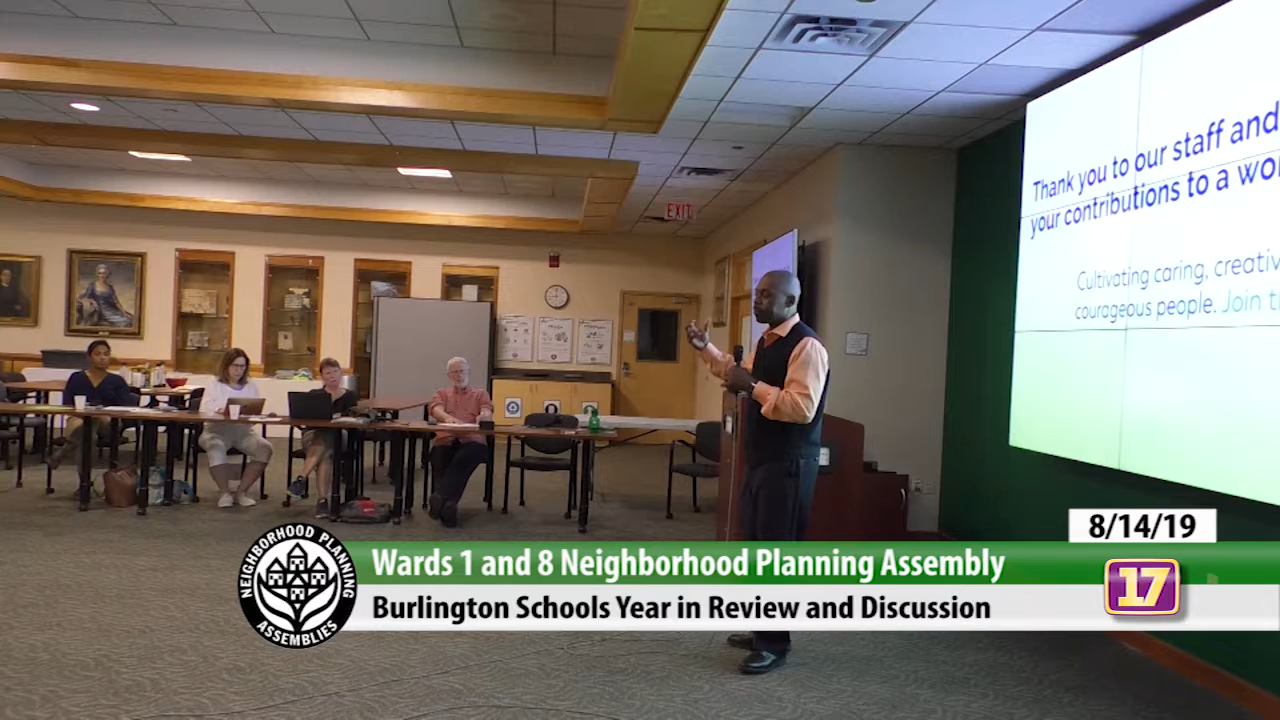 EXIT
Thank you to our staff and
your contributions to a wo
Cultivating caring, creativ
courageous people. Join t
8/14/19
NEIGHBORHOOD PLANNING
ASSEMBLIES
Wards 1 and 8 Neighborhood Planning Assembly
17
Burlington Schools Year in Review and Discussion